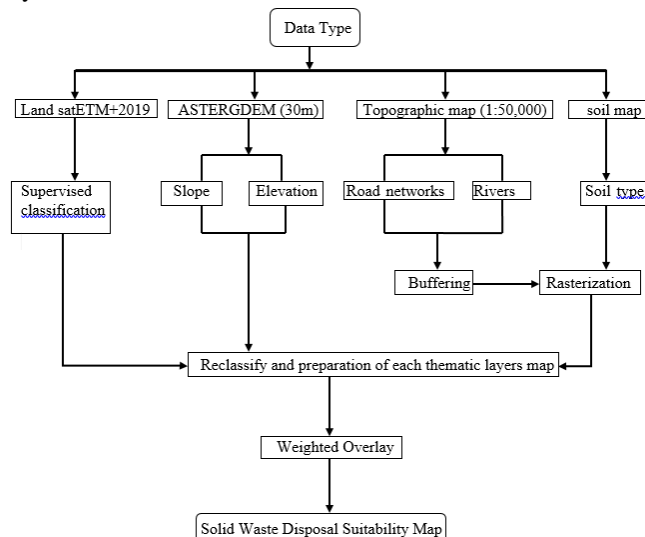 Data Type
Land satETM+2019
ASTERGDEM (30m)
Topographic map (1:50,000)
soil map
Supervised
classification
Slope
Elevation
Road networks
Rivers
Soil type
Buffering
Rasterization
Reclassify and preparation of each thematic layers map
Weighted Overlay
Solid Waste Disposal Suitability Map